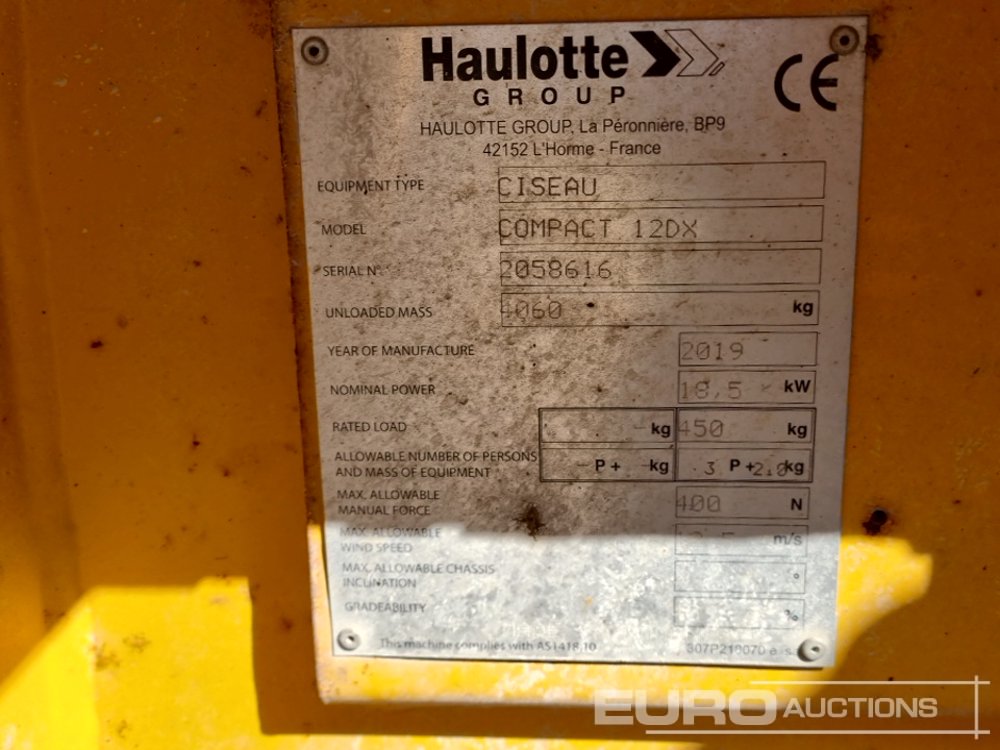 Haulotte
GROUP
CE
HAULOTTE GROUP, La Péronnière, BP9
42152 L'Horme - France
EQUIPMENT TYPE CISEAU
MODEL COMPACT 12DX
SERIAL N° 2058616
UNLOADED MASS 4060 kg
YEAR OF MANUFACTURE 2019
NOMINAL POWER 18,5 kW
RATED LOAD - kg 450 kg
ALLOWABLE NUMBER OF PERSONS
AND MASS OF EQUIPMENT - P + - kg 3 P + kg
MAX. ALLOWABLE
MANUAL FORCE 400 N
MAX. ALLOWABLE
WIND SPEED m/s
MAX. ALLOWABLE CHASSIS
INCLINATION °
GRADEABILITY %
This machine complies with AS1418.10
307P210070 e
EURO AUCTIONS